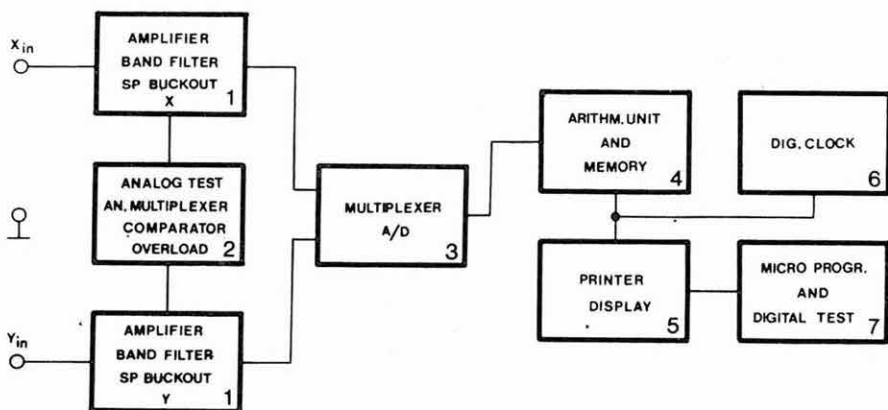 X in
AMPLIFIER
BAND FILTER
SP BUCKOUT
X
1
ANALOG TEST
AN. MULTIPLEXER
COMPARATOR
OVERLOAD
2
Y in
AMPLIFIER
BAND FILTER
SP BUCKOUT
Y
1
MULTIPLEXER
A/D
3
ARITHM. UNIT
AND
MEMORY
4
DIG. CLOCK
6
PRINTER
DISPLAY
5
MICRO PROGR.
AND
DIGITAL TEST
7